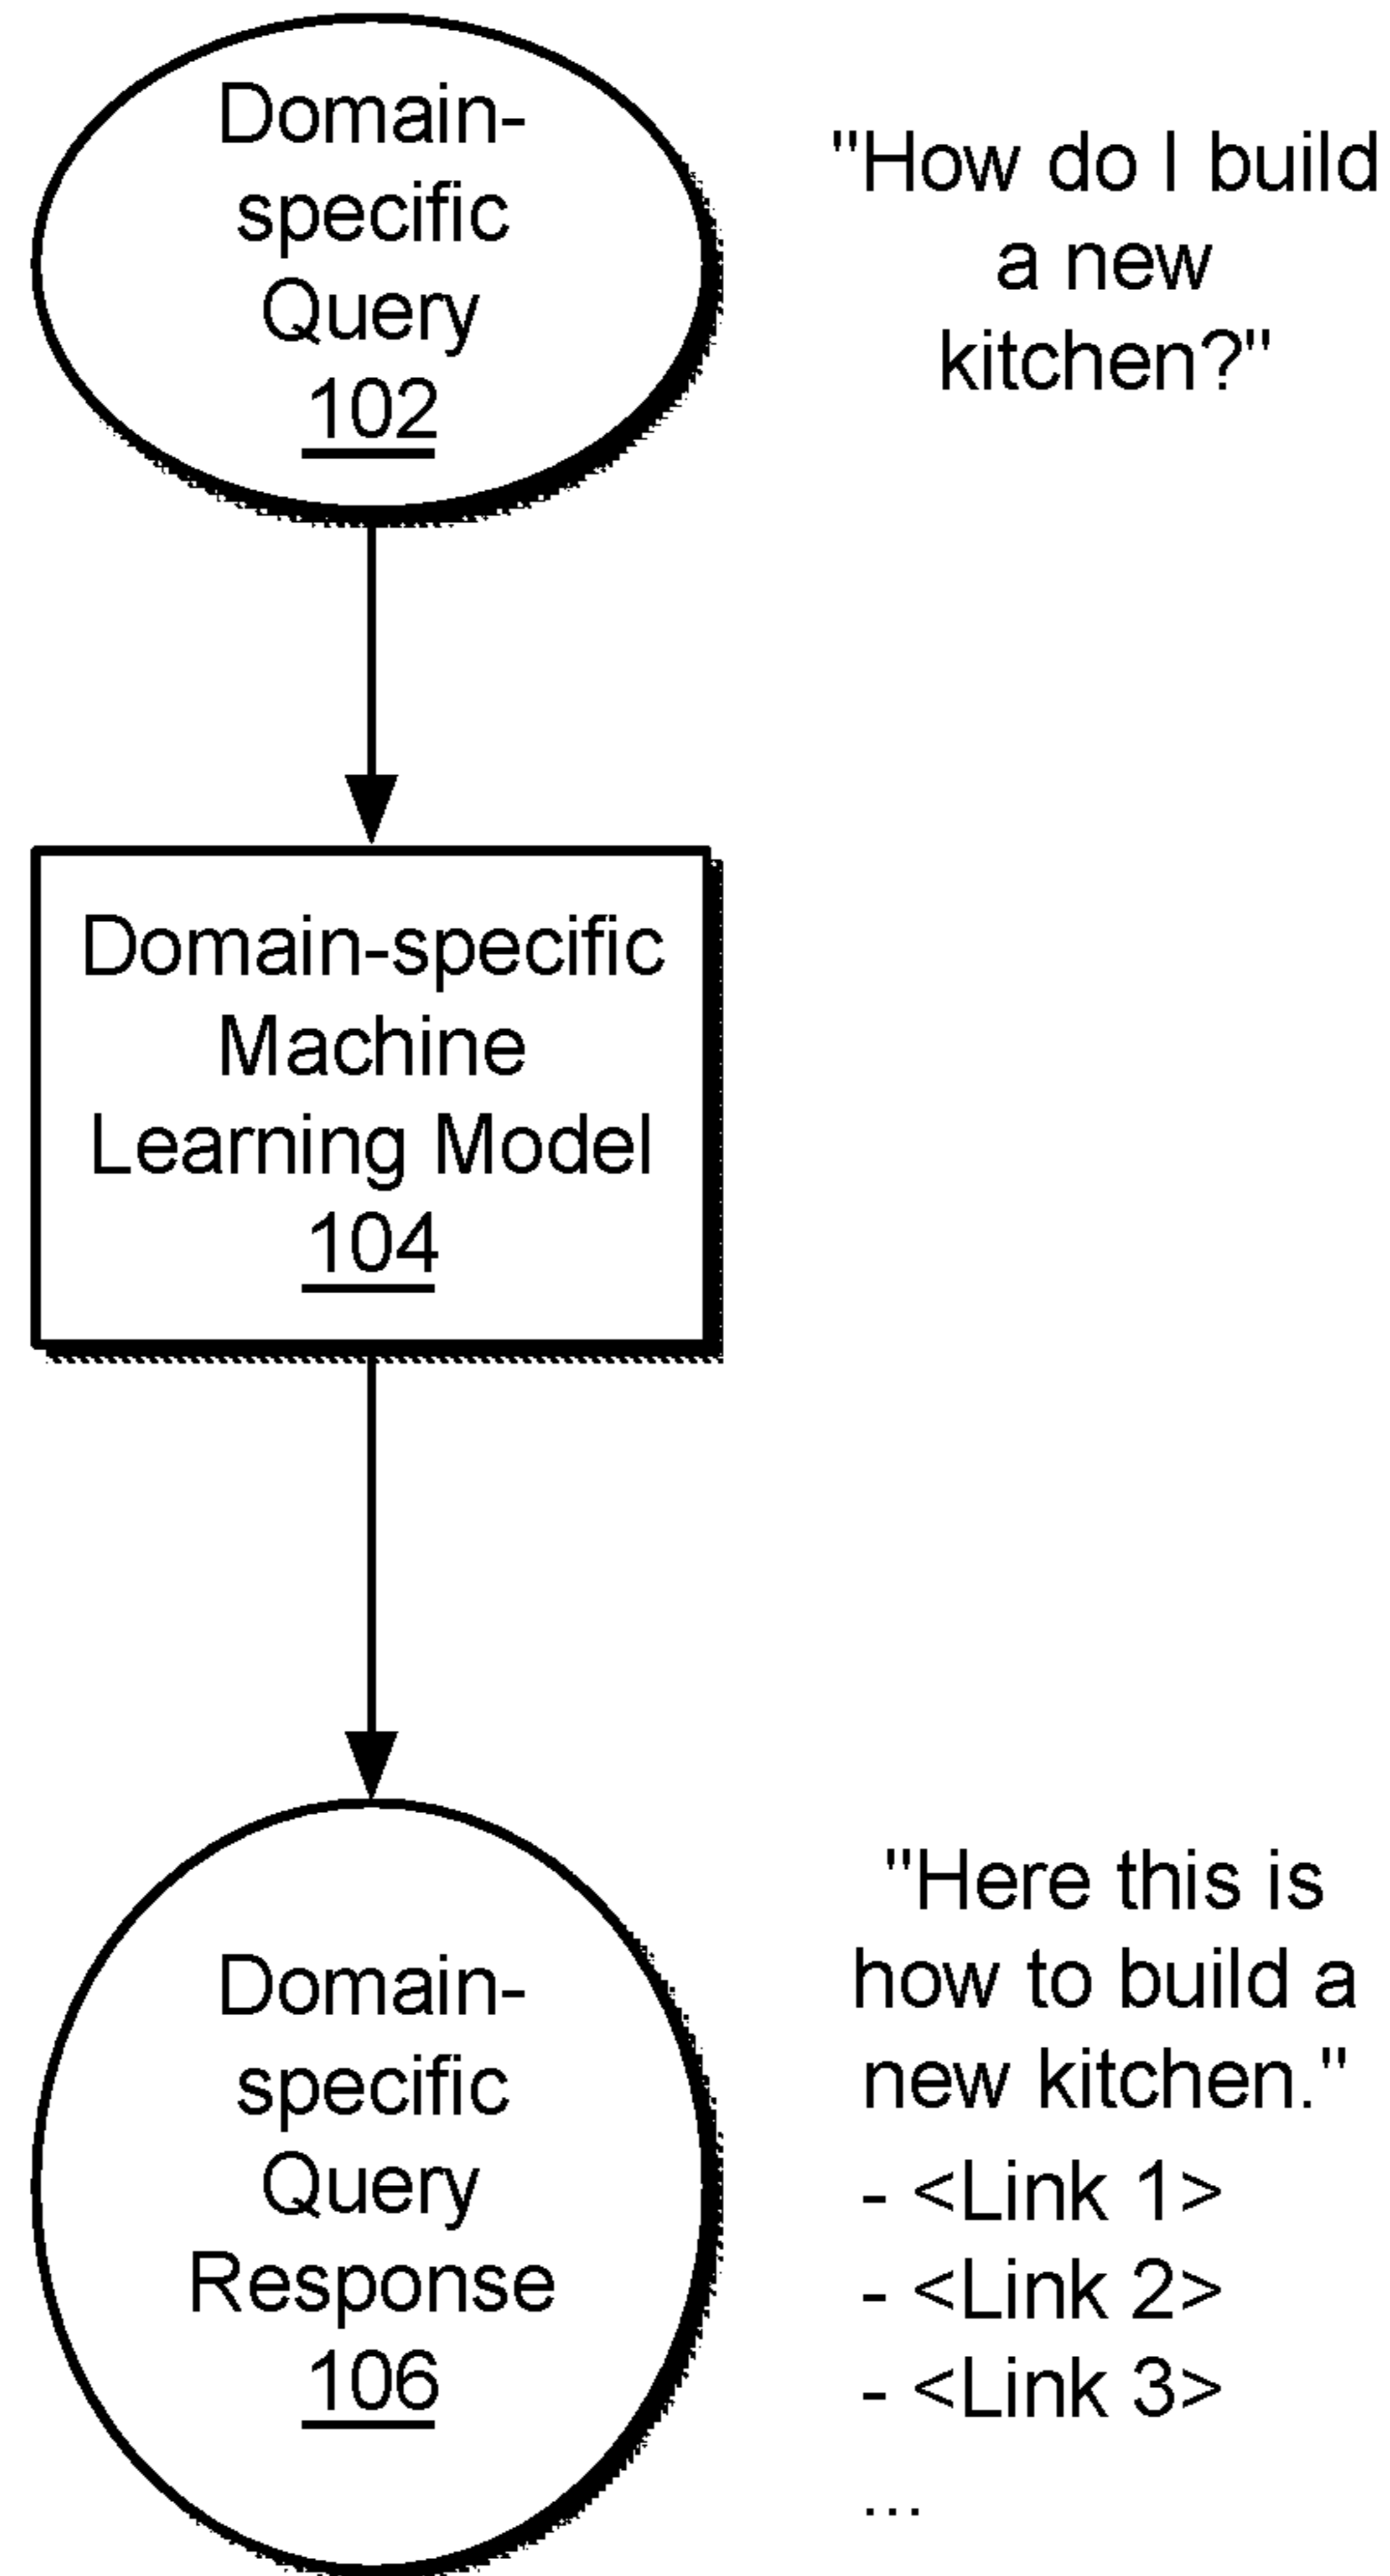 Domain-
specific
Query
102
"How do I build
a new
kitchen?"
Domain-specific
Machine
Learning Model
104
Domain-
specific
Query
Response
106
"Here this is
how to build a
new kitchen."
- <Link 1>
- <Link 2>
- <Link 3>
...